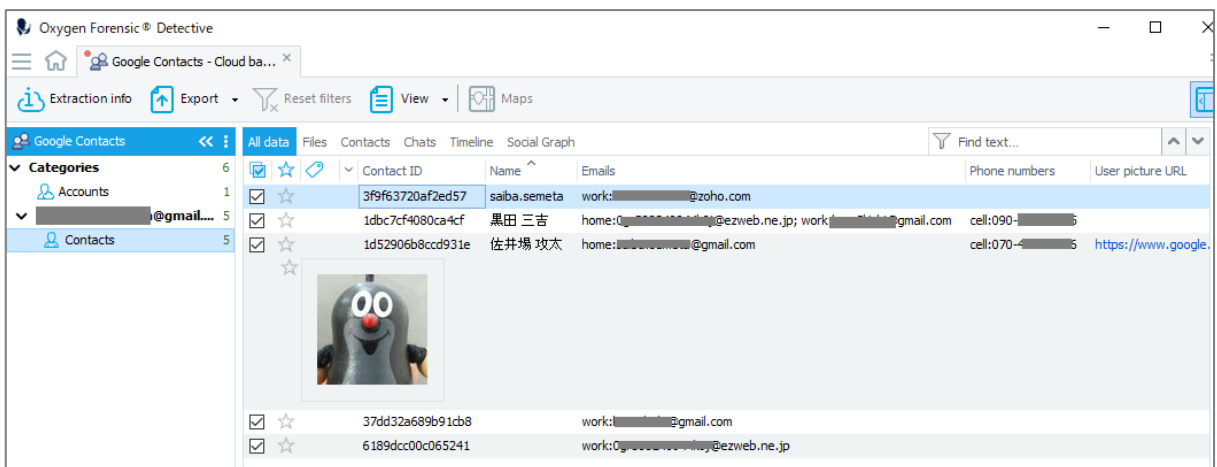 Oxygen Forensic® Detective
Google Contacts - Cloud ba...
Extraction info Export Reset filters View Maps
Google Contacts
All data Files Contacts Chats Timeline Social Graph Find text...
Categories 6
Contact ID Name Emails Phone numbers User picture URL
Accounts 1
3f9f63720af2ed57 saiba.semeta work: @zoho.com
@gmail.... 5
1dbc7cf4080ca4cf 黒田 三吉 home: @ezweb.ne.jp; work: @gmail.com cell:090-
Contacts 5
1d52906b8ccd931e 佐井場 攻太 home: @gmail.com cell:070-4 6 https://www.google.
37dd32a689b91cb8 work: @gmail.com
6189dcc00c065241 work: @ezweb.ne.jp